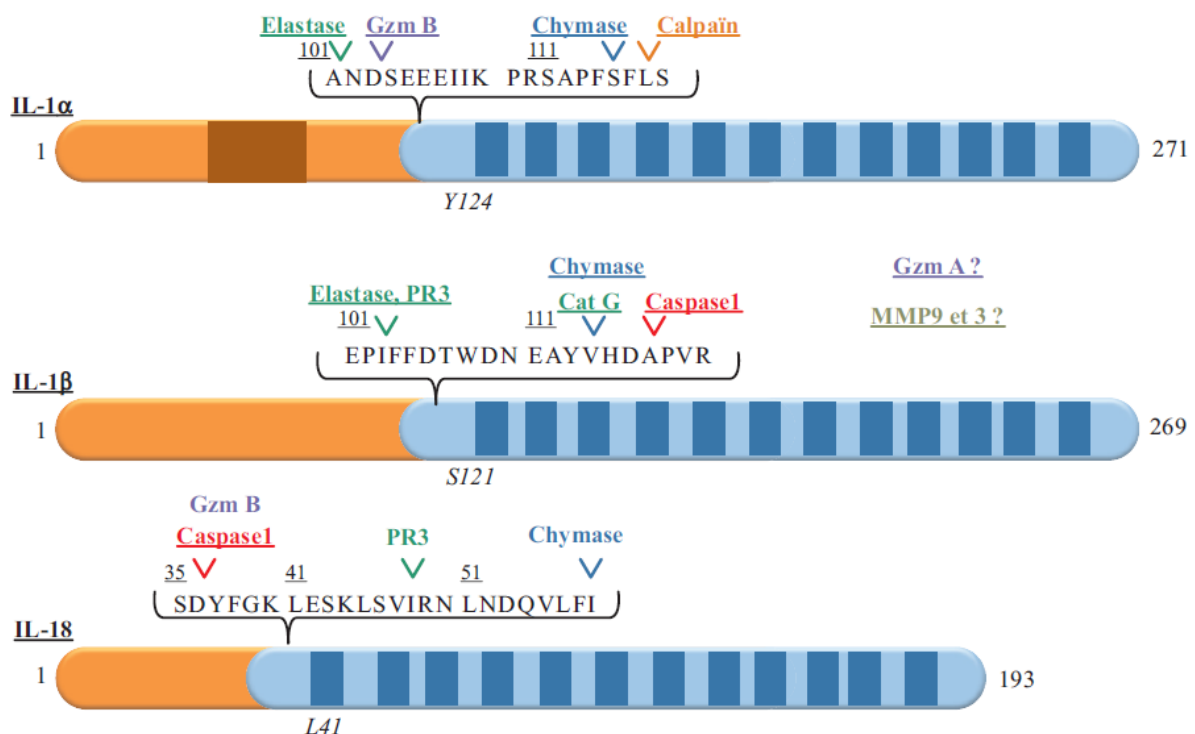 Elastase Gzm B Chymase Calpaïn
101 111
ANDSEEEIIK PRSAPFSFLS
IL-1α
1 271
Y124
Chymase Gzm A ?
Elastase, PR3 Cat G Caspase1 MMP9 et 3 ?
101 111
EPIFFDTWDN EAYVHDAPVR
IL-1β
1 269
S121
Gzm B
Caspase1 PR3 Chymase
35 41 51
SDYFGK LESKLSVIRN LNDQVLFI
IL-18
1 193
L41